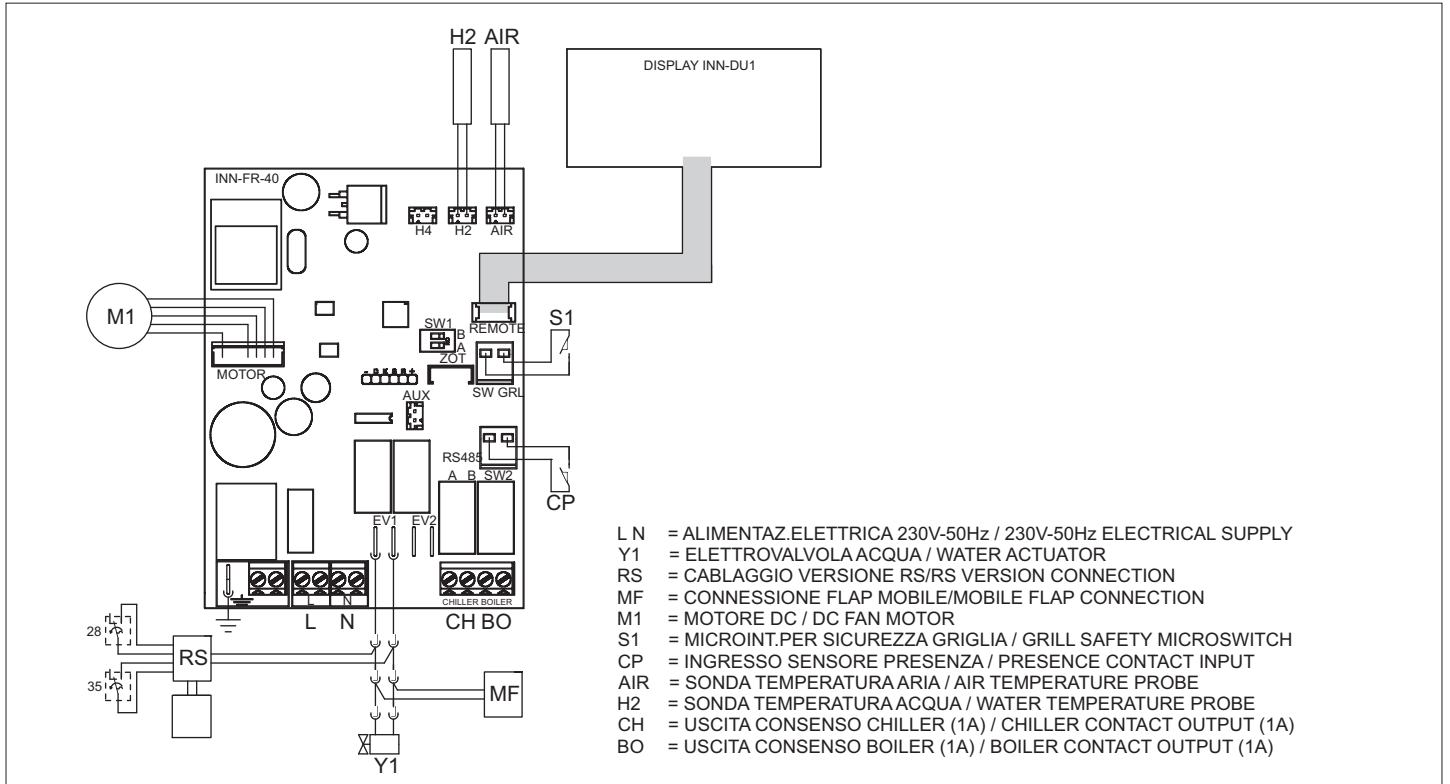 H2 AIR
DISPLAY INN-DU1
INN-FR-40
H4 H2 AIR
M1
MOTOR
SW1
B
A
REMOTE
S1
ZOT
SW GRL
AUX
RS485
A B SW2
CP
EV1 EV2
L N
CHILLER BOILER
L N CH BO
28
RS
35
MF
Y1
L N = ALIMENTAZ.ELETTRICA 230V-50Hz / 230V-50Hz ELECTRICAL SUPPLY
Y1 = ELETTROVALVOLA ACQUA / WATER ACTUATOR
RS = CABLAGGIO VERSIONE RS/RS VERSION CONNECTION
MF = CONNESSIONE FLAP MOBILE/MOBILE FLAP CONNECTION
M1 = MOTORE DC / DC FAN MOTOR
S1 = MICROINT.PER SICUREZZA GRIGLIA / GRILL SAFETY MICROSWITCH
CP = INGRESSO SENSORE PRESENZA / PRESENCE CONTACT INPUT
AIR = SONDA TEMPERATURA ARIA / AIR TEMPERATURE PROBE
H2 = SONDA TEMPERATURA ACQUA / WATER TEMPERATURE PROBE
CH = USCITA CONSENSO CHILLER (1A) / CHILLER CONTACT OUTPUT (1A)
BO = USCITA CONSENSO BOILER (1A) / BOILER CONTACT OUTPUT (1A)